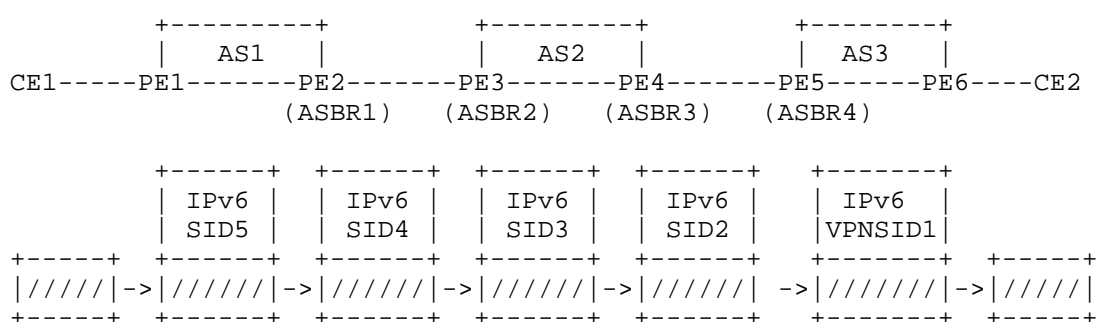 +---------+         +---------+         +--------+
|   AS1   |         |   AS2   |         |  AS3   |
CE1-----PE1-------PE2-------PE3-------PE4-------PE5------PE6----CE2
(ASBR1)   (ASBR2)   (ASBR3)   (ASBR4)
+------+  +------+  +------+  +------+   +-------+
| IPv6 |  | IPv6 |  | IPv6 |  | IPv6 |   | IPv6  |
| SID5 |  | SID4 |  | SID3 |  | SID2 |   |VPNSID1|
+-----+  +------+  +------+  +------+  +------+   +-------+  +-----+
|/////|->|//////|->|//////|->|//////|->|//////| ->|///////|->|/////|
+-----+  +------+  +------+  +------+  +------+   +-------+  +-----+